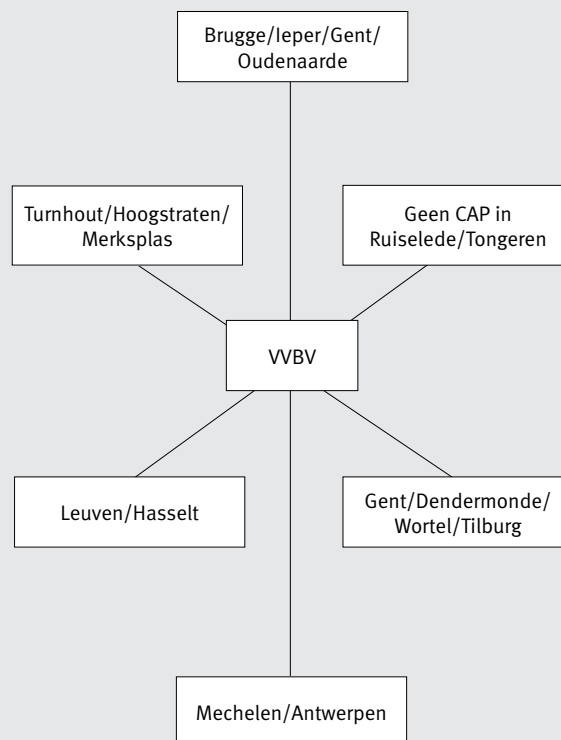 Brugge/Ieper/Gent/
Oudenaarde
Turnhout/Hoogstraten/
Merksplas
Geen CAP in
Ruiselede/Tongeren
VVBV
Leuven/Hasselt
Gent/Dendermonde/
Wortel/Tilburg
Mechelen/Antwerpen